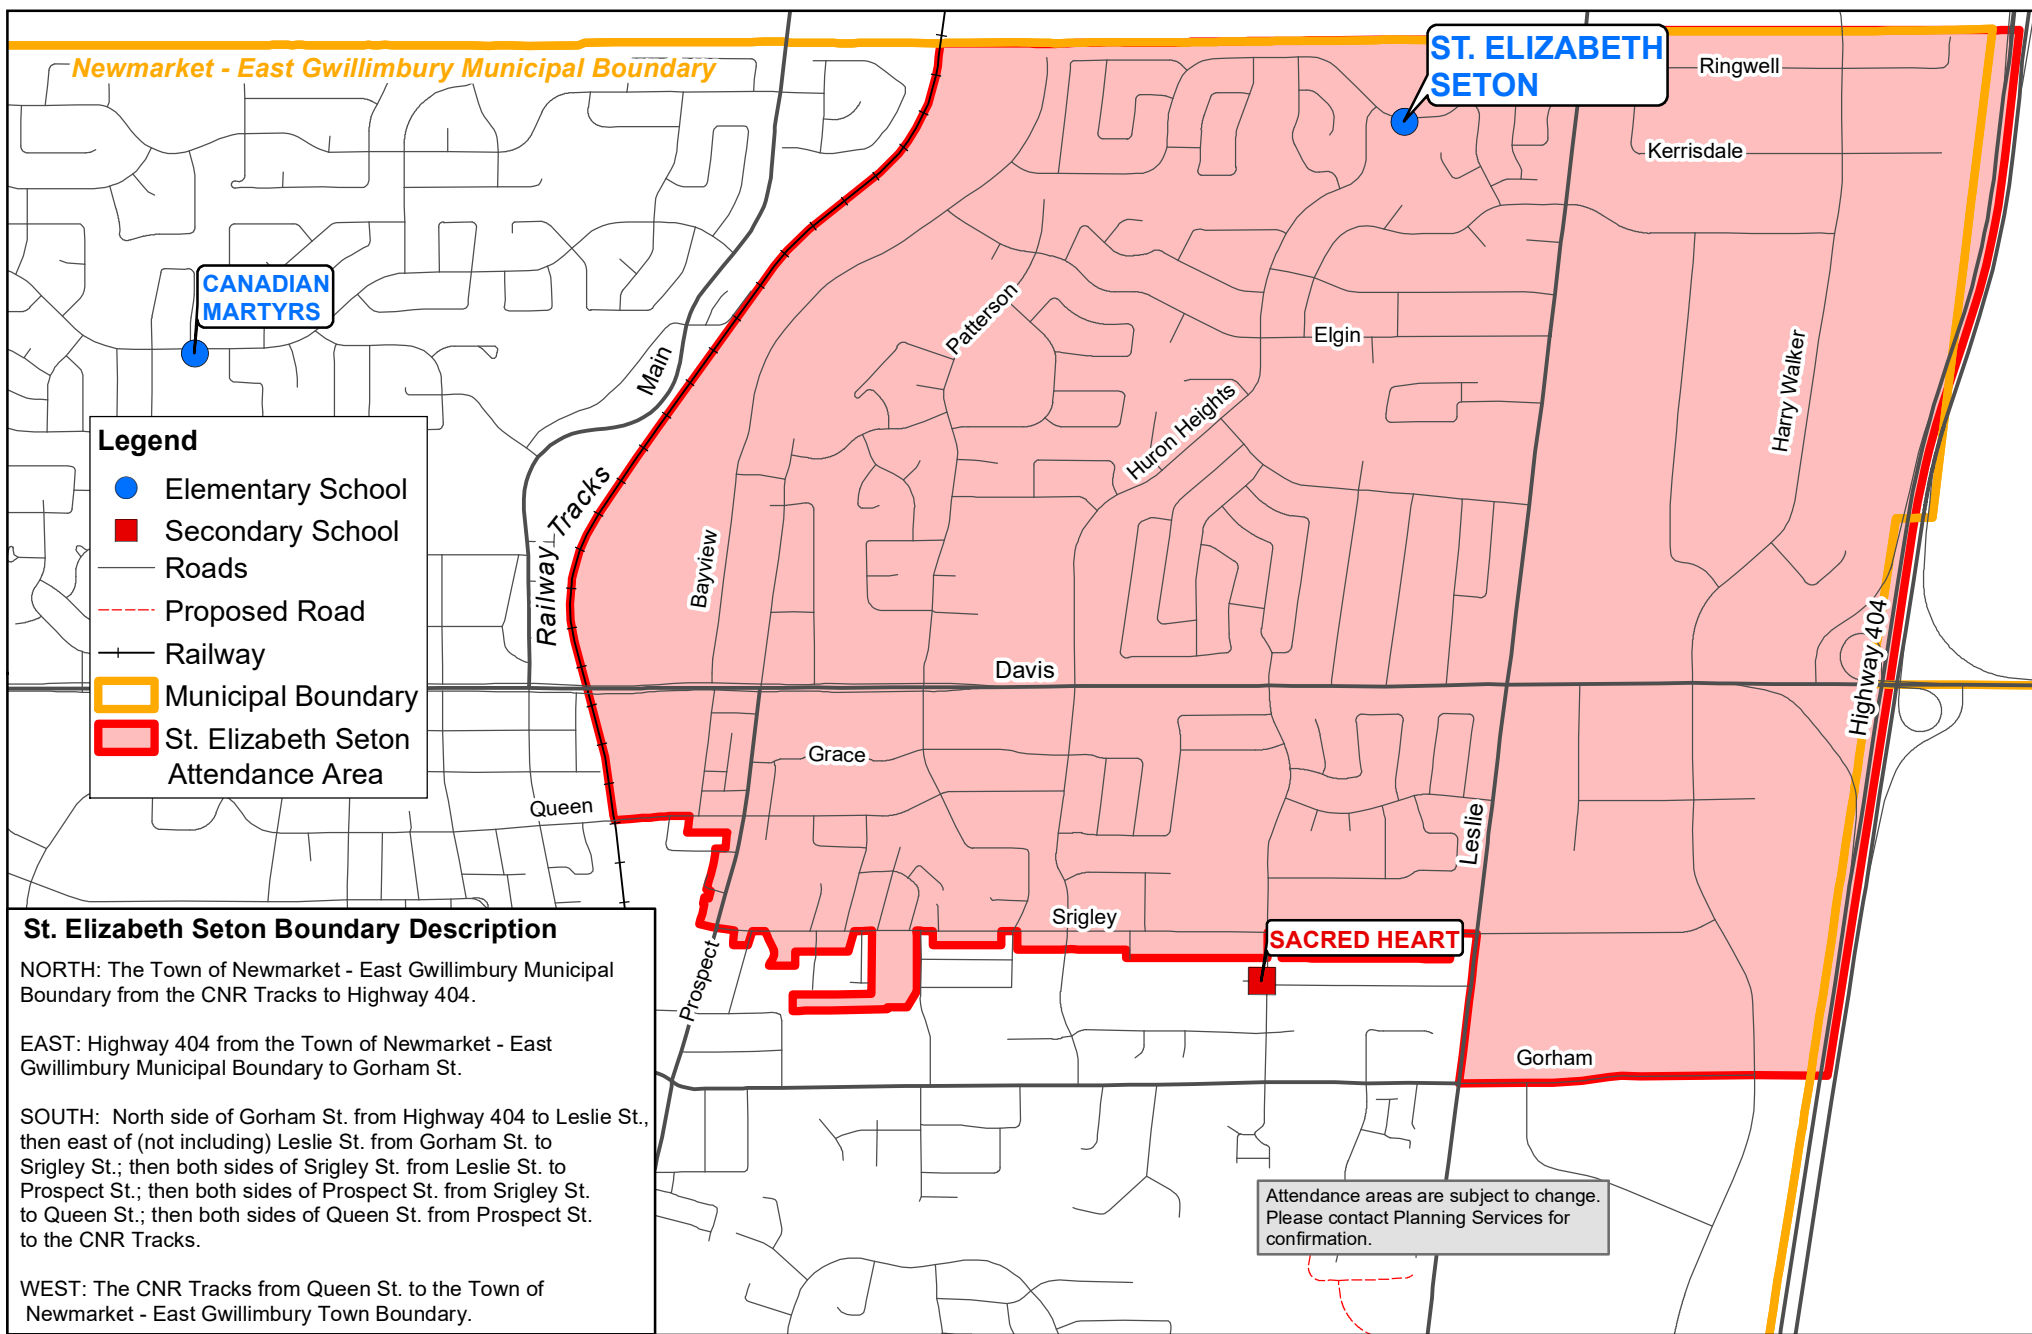 Newmarket - East Gwillimbury Municipal Boundary
ST. ELIZABETH
SETON
Ringwell
Kerrisdale
CANADIAN
MARTYRS
Patterson
Elgin
Main
Harry Walker
Huron Heights
Legend
Elementary School
Secondary School
Roads
Proposed Road
Railway
Municipal Boundary
St. Elizabeth Seton
Attendance Area
Railway Tracks
Bayview
Davis
Highway 404
Grace
Queen
Leslie
Srigley
SACRED HEART
Prospect
Gorham
St. Elizabeth Seton Boundary Description
NORTH: The Town of Newmarket - East Gwillimbury Municipal
Boundary from the CNR Tracks to Highway 404.
EAST: Highway 404 from the Town of Newmarket - East
Gwillimbury Municipal Boundary to Gorham St.
SOUTH: North side of Gorham St. from Highway 404 to Leslie St.,
then east of (not including) Leslie St. from Gorham St. to
Srigley St.; then both sides of Srigley St. from Leslie St. to
Prospect St.; then both sides of Prospect St. from Srigley St.
to Queen St.; then both sides of Queen St. from Prospect St.
to the CNR Tracks.
WEST: The CNR Tracks from Queen St. to the Town of
Newmarket - East Gwillimbury Town Boundary.
Attendance areas are subject to change.
Please contact Planning Services for
confirmation.